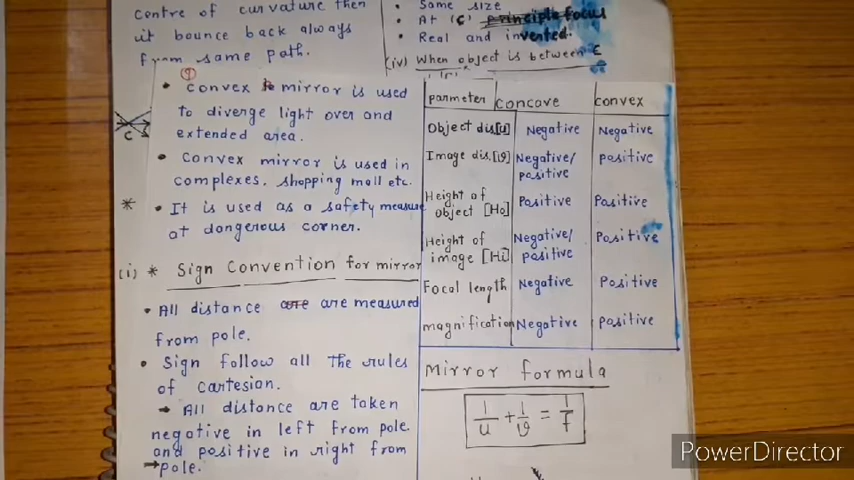 Centre of curvature then
it bounce back always
from same path.
9
• convex mirror is used
to diverge light over and
extended area.
• convex mirror is used in
complexes. shopping mall etc.
* • It is used as a safety measure
at dangerous corner.
C
(i) * Sign Convention for mirror
• All distance are are measured
from pole.
• Sign follow all the rules
of cartesian.
→ All distance are taken
negative in left from pole.
and positive in right from
→ pole.
• Same size
• At 'C' principle focus
• Real and inverted.
(iv) When object is between C
parmeter concave convex
Object dis[u] Negative Negative
Image dis.[v] Negative/ positive
positive
Height of
object [Ho] Positive Positive
Height of Negative/ Positive
image [Hi] positive
Focal length Negative Positive
magnification Negative Positive
Mirror formula
1/u + 1/v = 1/f
PowerDirector